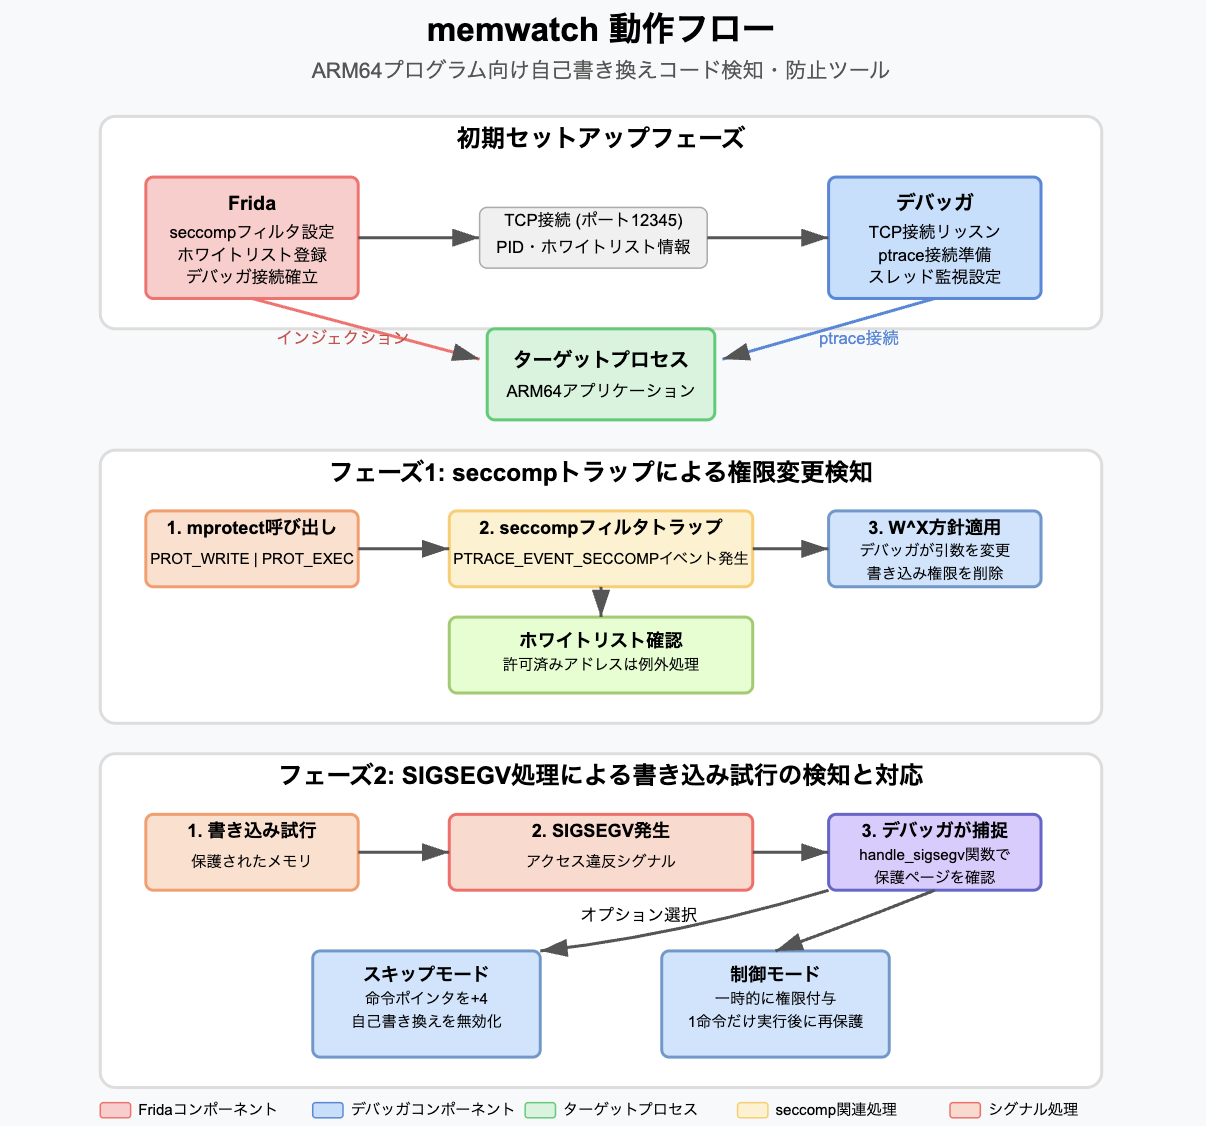 memwatch 動作フロー
ARM64プログラム向け自己書き換えコード検知・防止ツール
初期セットアップフェーズ
Frida
seccompフィルタ設定
ホワイトリスト登録
デバッガ接続確立
TCP接続 (ポート12345)
PID・ホワイトリスト情報
デバッガ
TCP接続リッスン
ptrace接続準備
スレッド監視設定
インジェクション
ptrace接続
ターゲットプロセス
ARM64アプリケーション
フェーズ1: seccompトラップによる権限変更検知
1. mprotect呼び出し
PROT_WRITE | PROT_EXEC
2. seccompフィルタトラップ
PTRACE_EVENT_SECCOMPイベント発生
3. W^X方針適用
デバッガが引数を変更
書き込み権限を削除
ホワイトリスト確認
許可済みアドレスは例外処理
フェーズ2: SIGSEGV処理による書き込み試行の検知と対応
1. 書き込み試行
保護されたメモリ
2. SIGSEGV発生
アクセス違反シグナル
3. デバッガが捕捉
handle_sigsegv関数で
保護ページを確認
オプション選択
スキップモード
命令ポインタを+4
自己書き換えを無効化
制御モード
一時的に権限付与
1命令だけ実行後に再保護
Fridaコンポーネント
デバッガコンポーネント
ターゲットプロセス
seccomp関連処理
シグナル処理